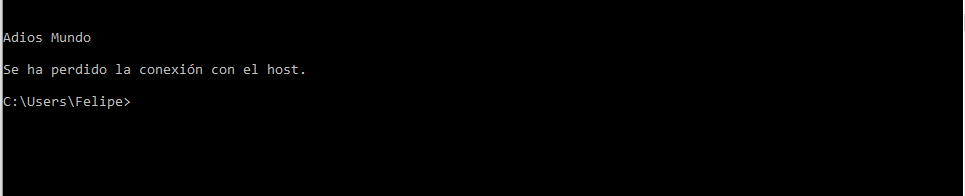 Adios Mundo
Se ha perdido la conexión con el host.
C:\Users\Felipe>